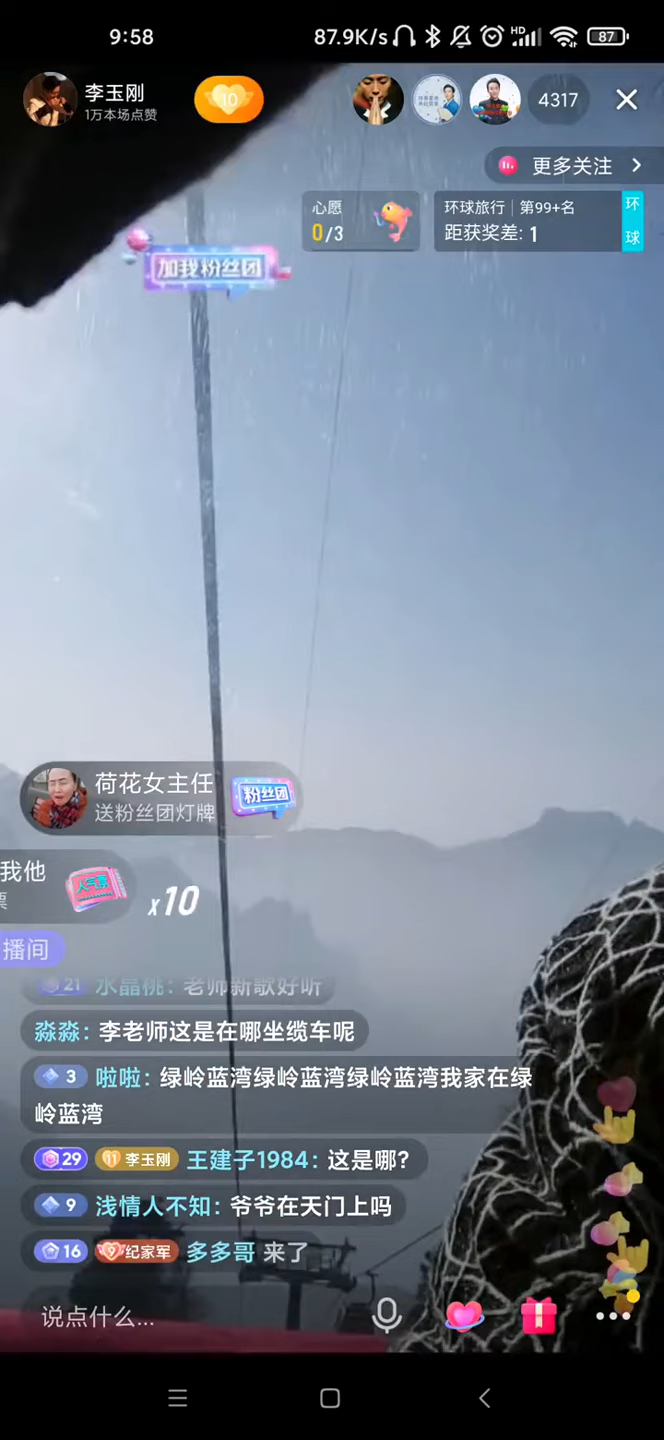 9:58
87.9K/s
HD
87
李玉刚
1万本场点赞
10
4317
更多关注
心愿
0/3
环球旅行｜第99+名
距获奖差: 1
环
球
加我粉丝团
荷花女主任
送粉丝团灯牌
粉丝团
我他
票
人气票
x10
播间
21 水晶桃：老师新歌好听
淼淼：李老师这是在哪坐缆车呢
3 啦啦：绿岭蓝湾绿岭蓝湾绿岭蓝湾我家在绿
岭蓝湾
29 11 李玉刚 王建子1984：这是哪?
9 浅情人不知：爷爷在天门上吗
16 9 纪家军 多多哥 来了
说点什么...